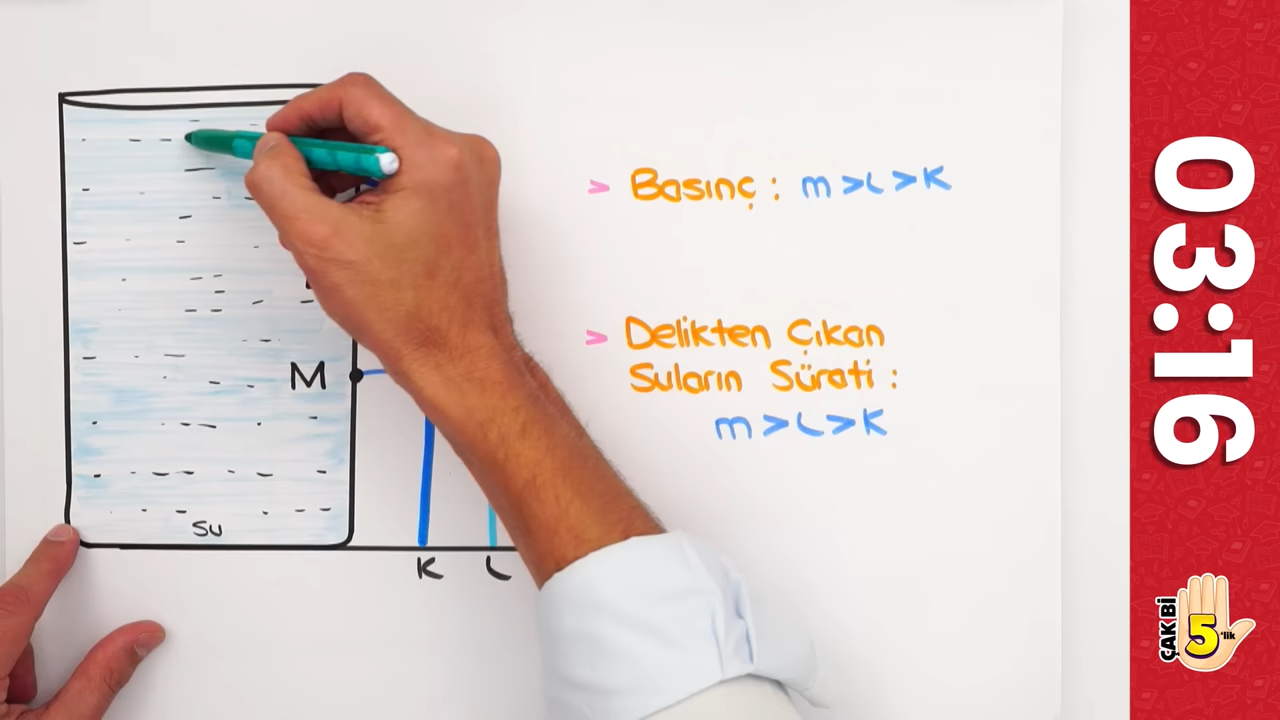 > Basınç : m > L > K
> Delikten Çıkan
Suların Sürati :
m > L > K
M
Su
K L
03:16
ÇAK Bİ
5 'lik